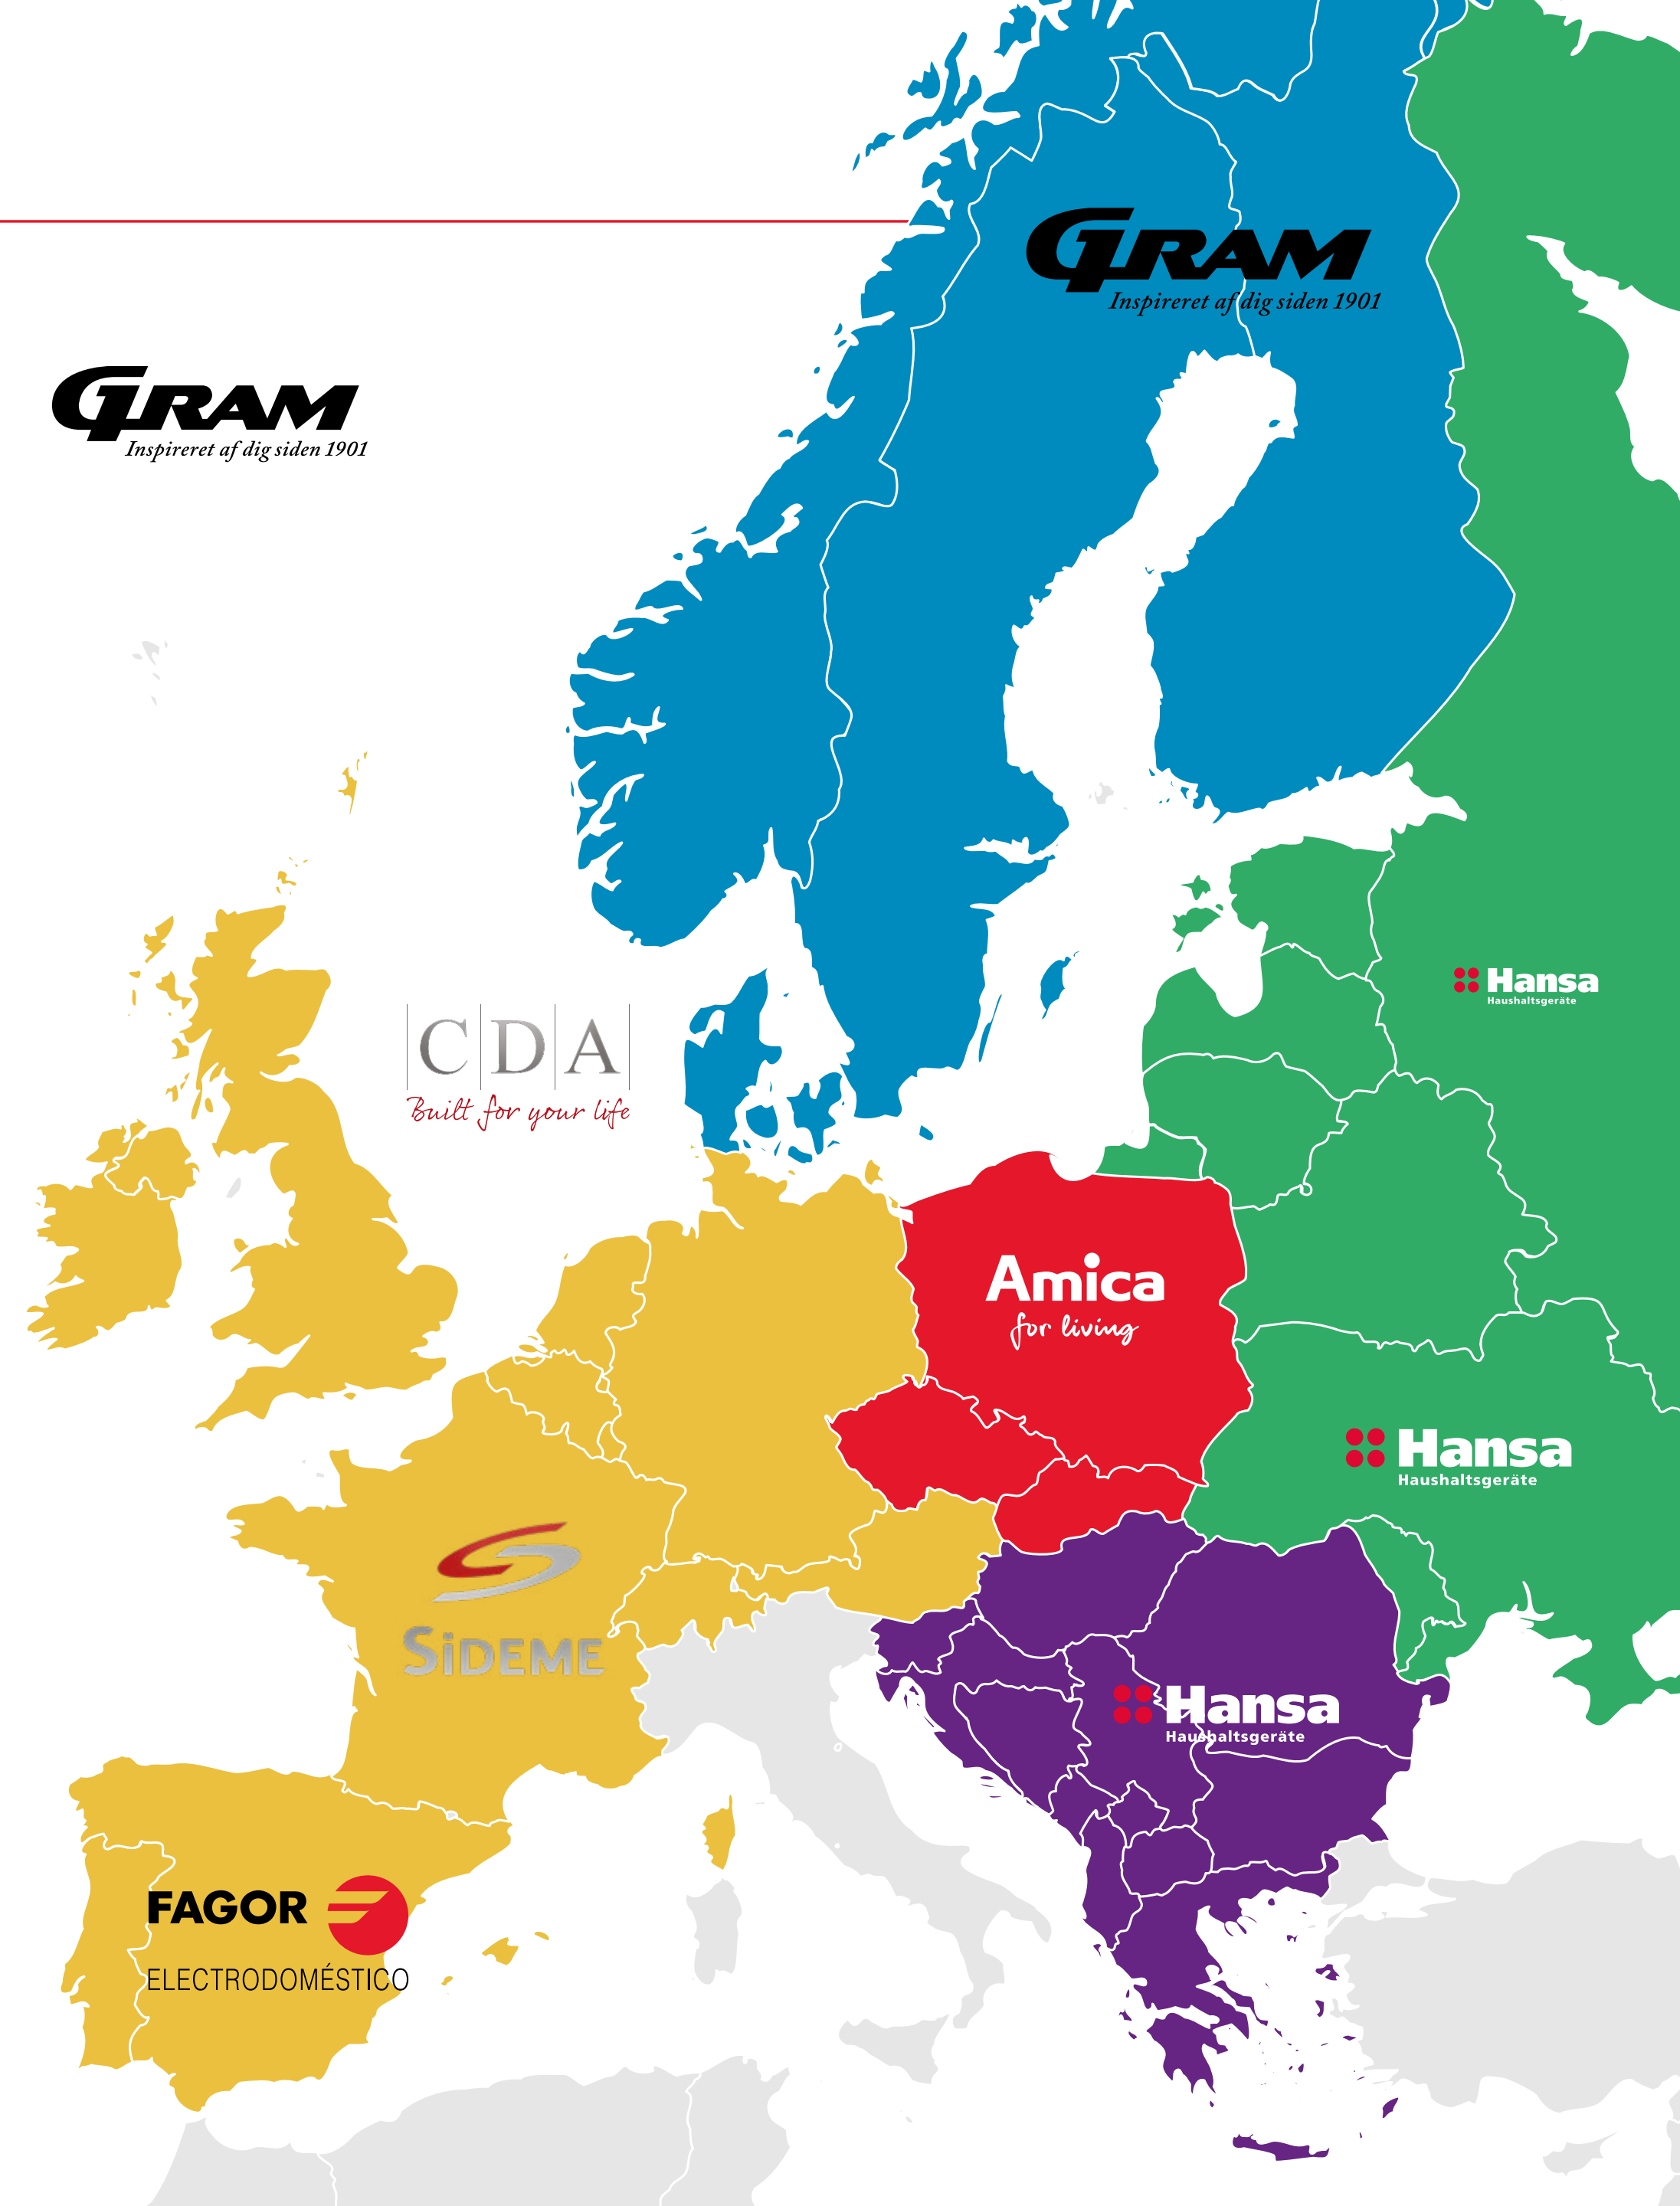 GRAM
Inspireret af dig siden 1901
GRAM
Inspireret af dig siden 1901
Hansa
Haushaltsgeräte
CDA
Built for your life
Amica
for living
Hansa
Haushaltsgeräte
SiDEME
Hansa
Haushaltsgeräte
FAGOR
ELECTRODOMÉSTICO